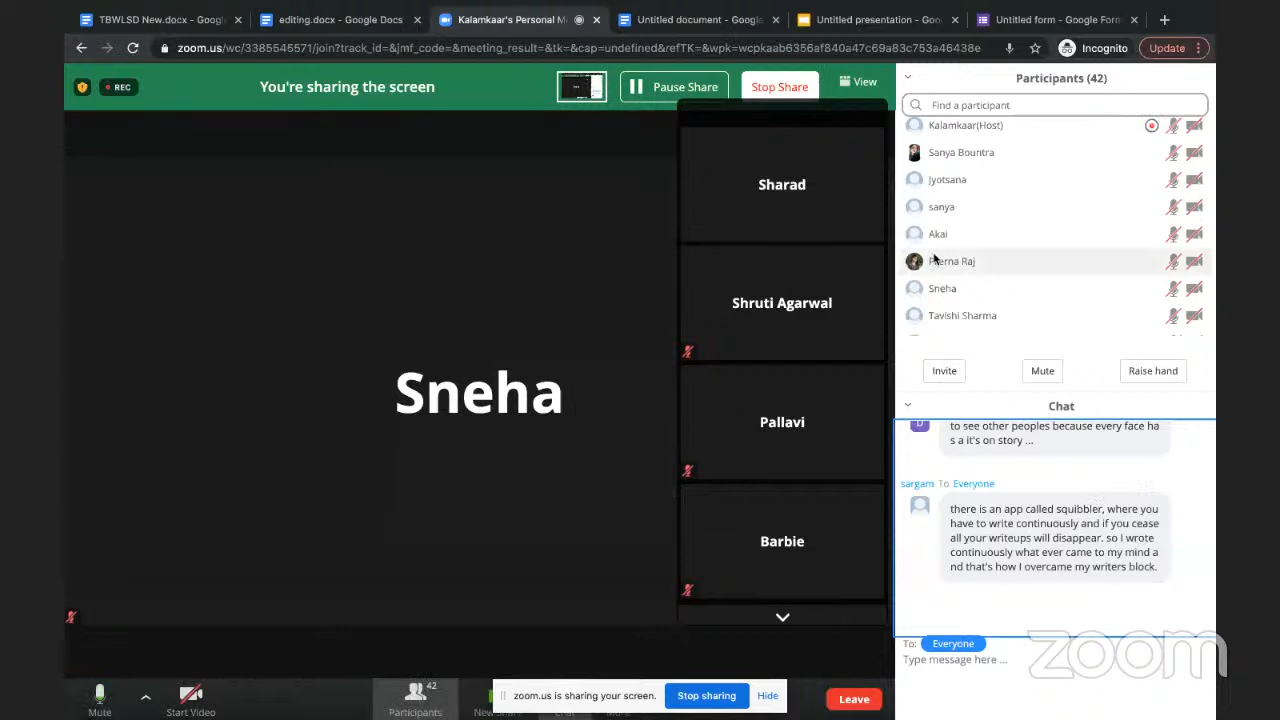 TBWLSD New.docx - Google
editing.docx - Google Docs
Kalamkaar's Personal M
Untitled document - Google
Untitled presentation - Goo
Untitled form - Google Form
zoom.us/wc/3385545571/join?track_id=&jmf_code=&meeting_result=&tk=&cap=undefined&refTK=&wpk=wcpkaab6356af840a47c69a83c753a46438e
Incognito
Update
REC
You're sharing the screen
Pause Share
Stop Share
View
Participants (42)
Find a participant
Kalamkaar(Host)
Sanya Bountra
Jyotsana
sanya
Akai
Raj
Sneha
Tavishi Sharma
Invite
Mute
Raise hand
Sharad
Shruti Agarwal
Pallavi
Barbie
Sneha
Chat
D
to see other peoples because every face ha
s a it's on story ...
sargam To Everyone
there is an app called squibbler, where you
have to write continuously and if you cease
all your writeups will disappear. so I wrote
continuously what ever came to my mind a
nd that's how I overcame my writers block.
To: Everyone
Type message here ...
zoom
Mute
Start Video
42
Participants
zoom.us is sharing your screen.
Stop sharing
Hide
Leave